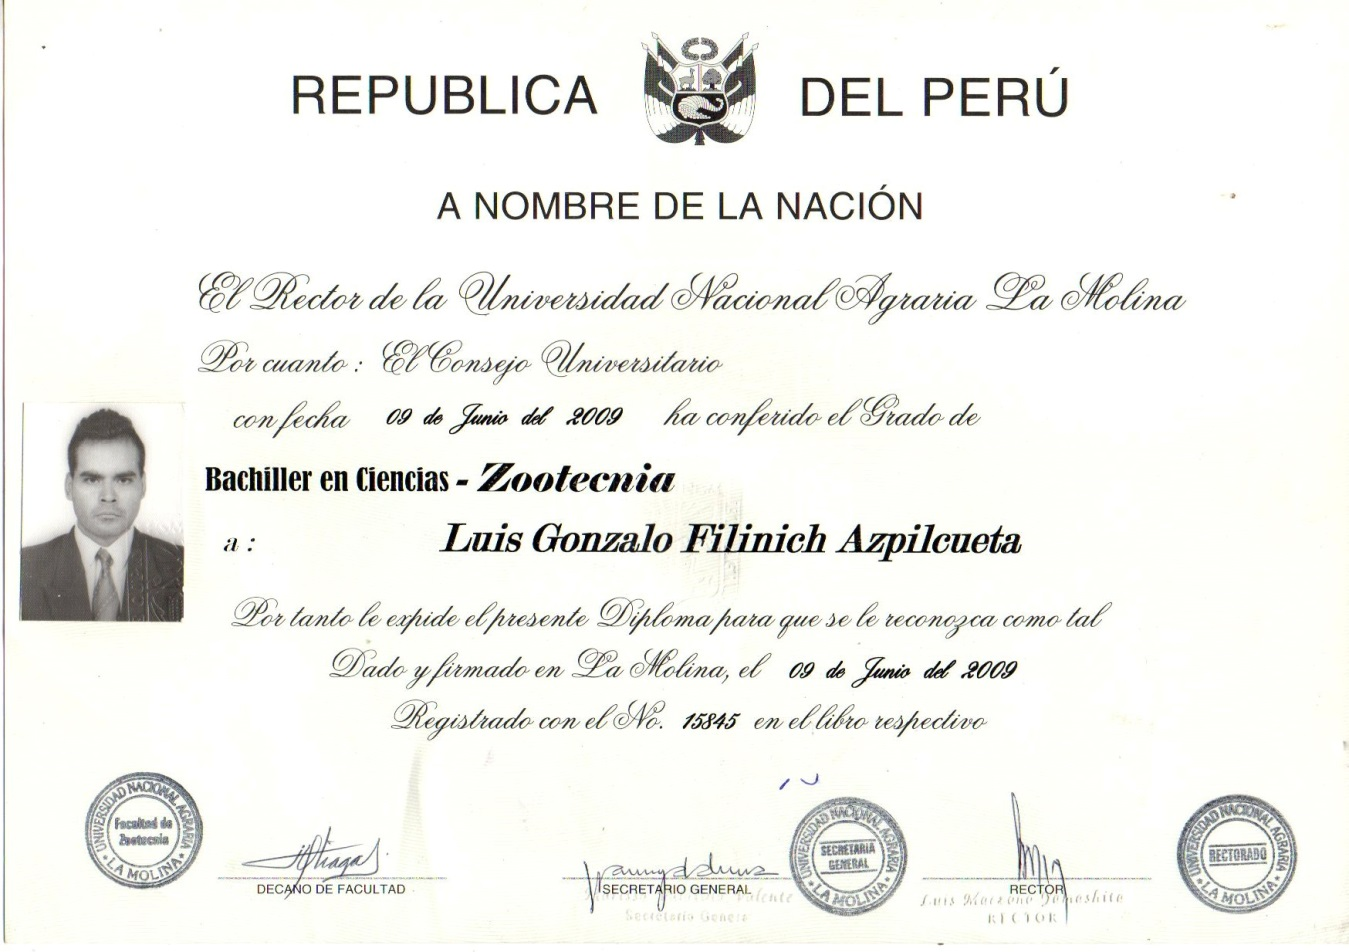 REPUBLICA DEL PERÚ
A NOMBRE DE LA NACIÓN
El Rector de la Universidad Nacional Agraria La Molina
Por cuanto : El Consejo Universitario
con fecha 09 de Junio del 2009 ha conferido el Grado de
Bachiller en Ciencias - Zootecnia
a : Luis Gonzalo Filinich Azpilcueta
Por tanto le expide el presente Diploma para que se le reconozca como tal
Dado y firmado en La Molina, el 09 de Junio del 2009
Registrado con el No. 15845 en el libro respectivo
UNIVERSIDAD NACIONAL AGRARIA
Facultad de
Zootecnia
LA MOLINA
DECANO DE FACULTAD
SECRETARIO GENERAL
Secretario General
UNIVERSIDAD NACIONAL AGRARIA
SECRETARIA
GENERAL
LA MOLINA
RECTOR
Luis Maezono Yamashita
RECTOR
UNIVERSIDAD NACIONAL AGRARIA
RECTORADO
LA MOLINA